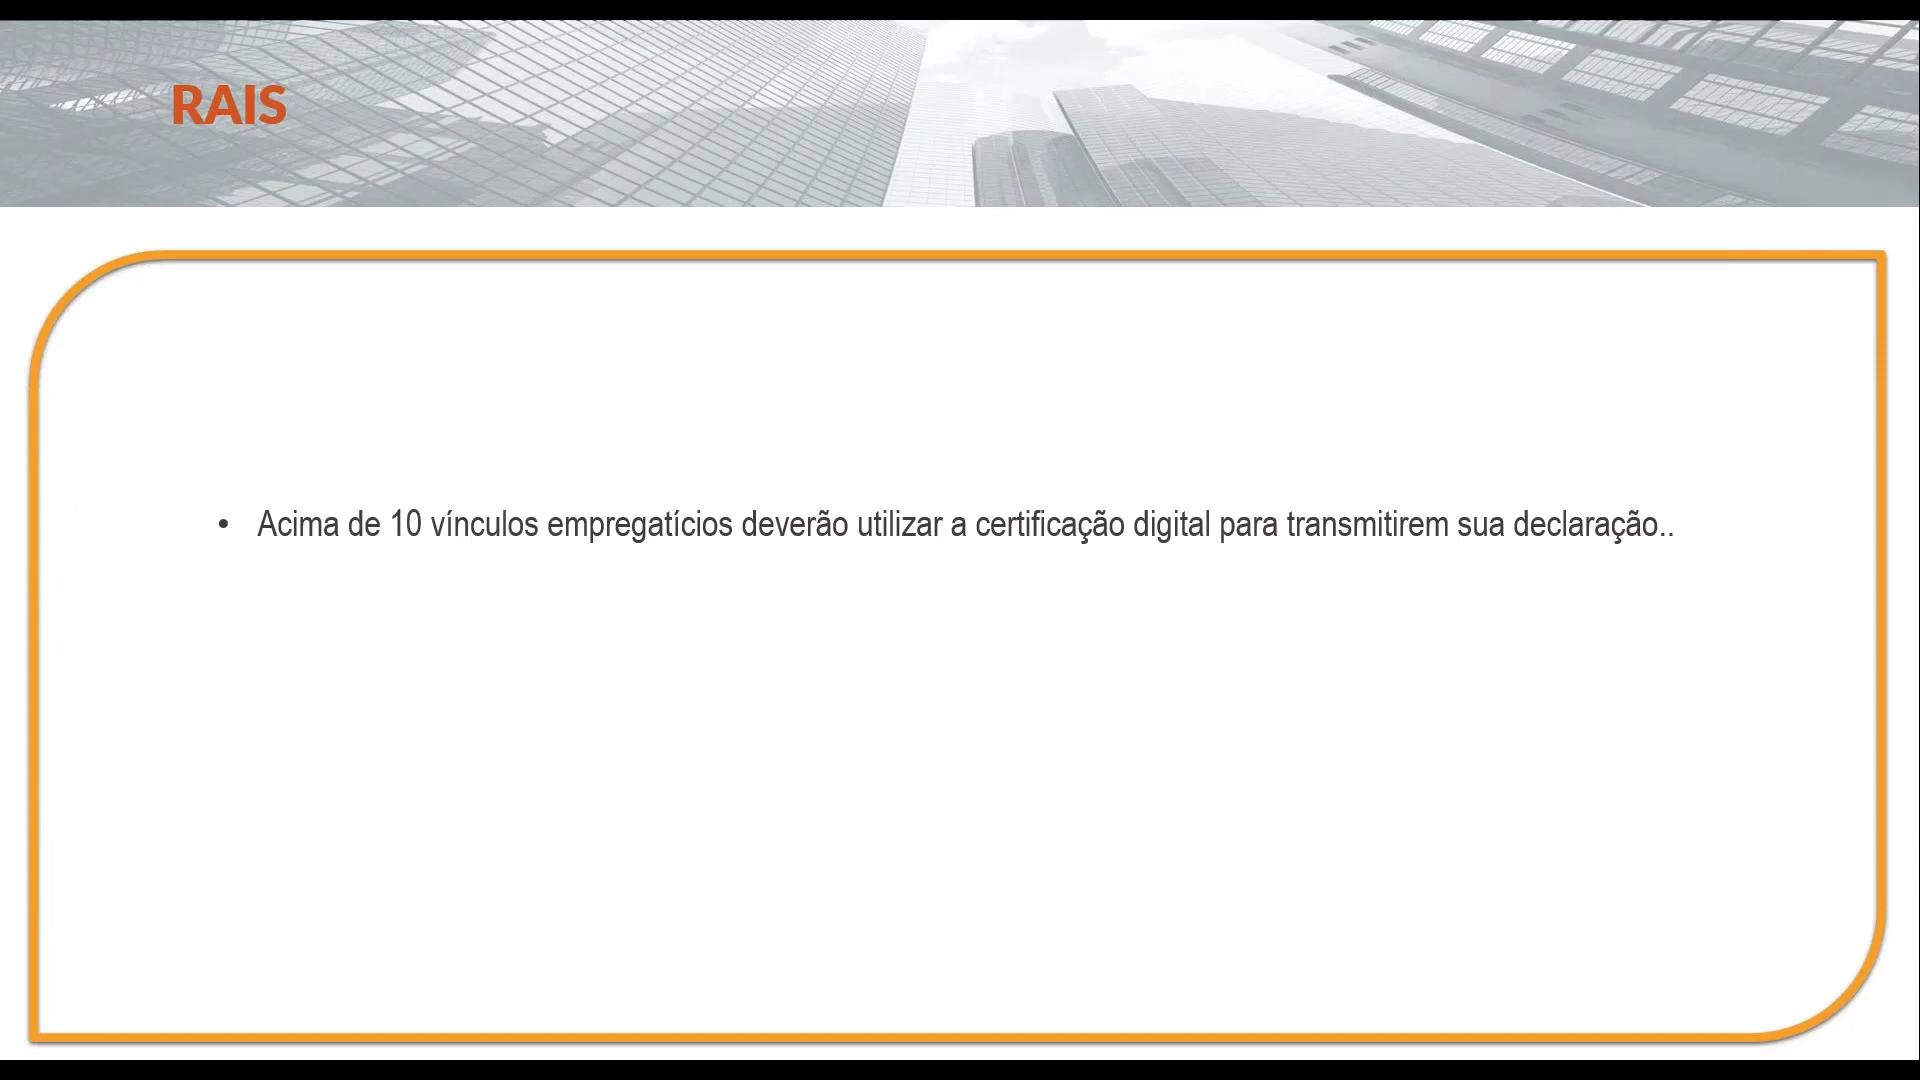 RAIS
• Acima de 10 vínculos empregatícios deverão utilizar a certificação digital para transmitirem sua declaração..